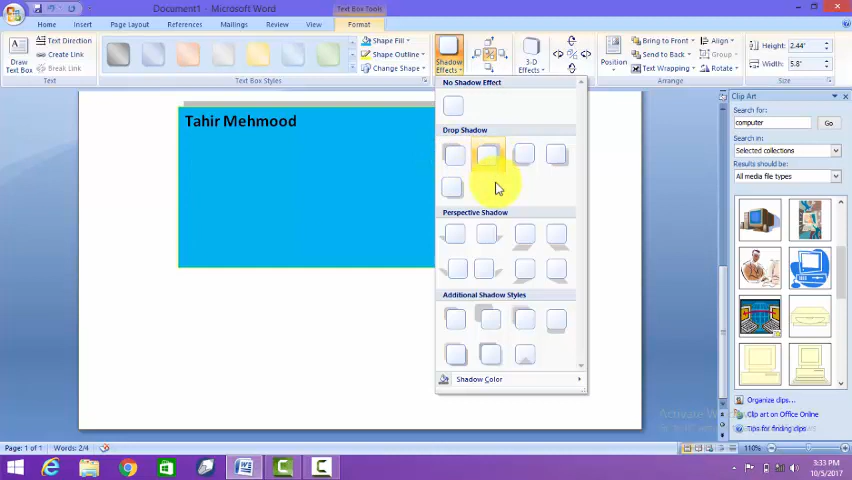 Document1 - Microsoft Word
Text Box Tools
Home
Insert
Page Layout
References
Mailings
Review
View
Format
Draw
Text Box
Text Direction
Create Link
Break Link
Text
Text Box Styles
Shape Fill
Shape Outline
Change Shape
Shadow
Effects
3-D
Effects
Position
Bring to Front
Send to Back
Text Wrapping
Align
Group
Rotate
Arrange
Height: 2.44"
Width: 5.8"
Size
Tahir Mehmood
No Shadow Effect
Drop Shadow
Perspective Shadow
Additional Shadow Styles
Shadow Color
Clip Art
Search for:
computer
Go
Search in:
Selected collections
Results should be:
All media file types
Organize clips...
Clip art on Office Online
Tips for finding clips
Page: 1 of 1
Words: 2/4
110%
3:33 PM
10/5/2017